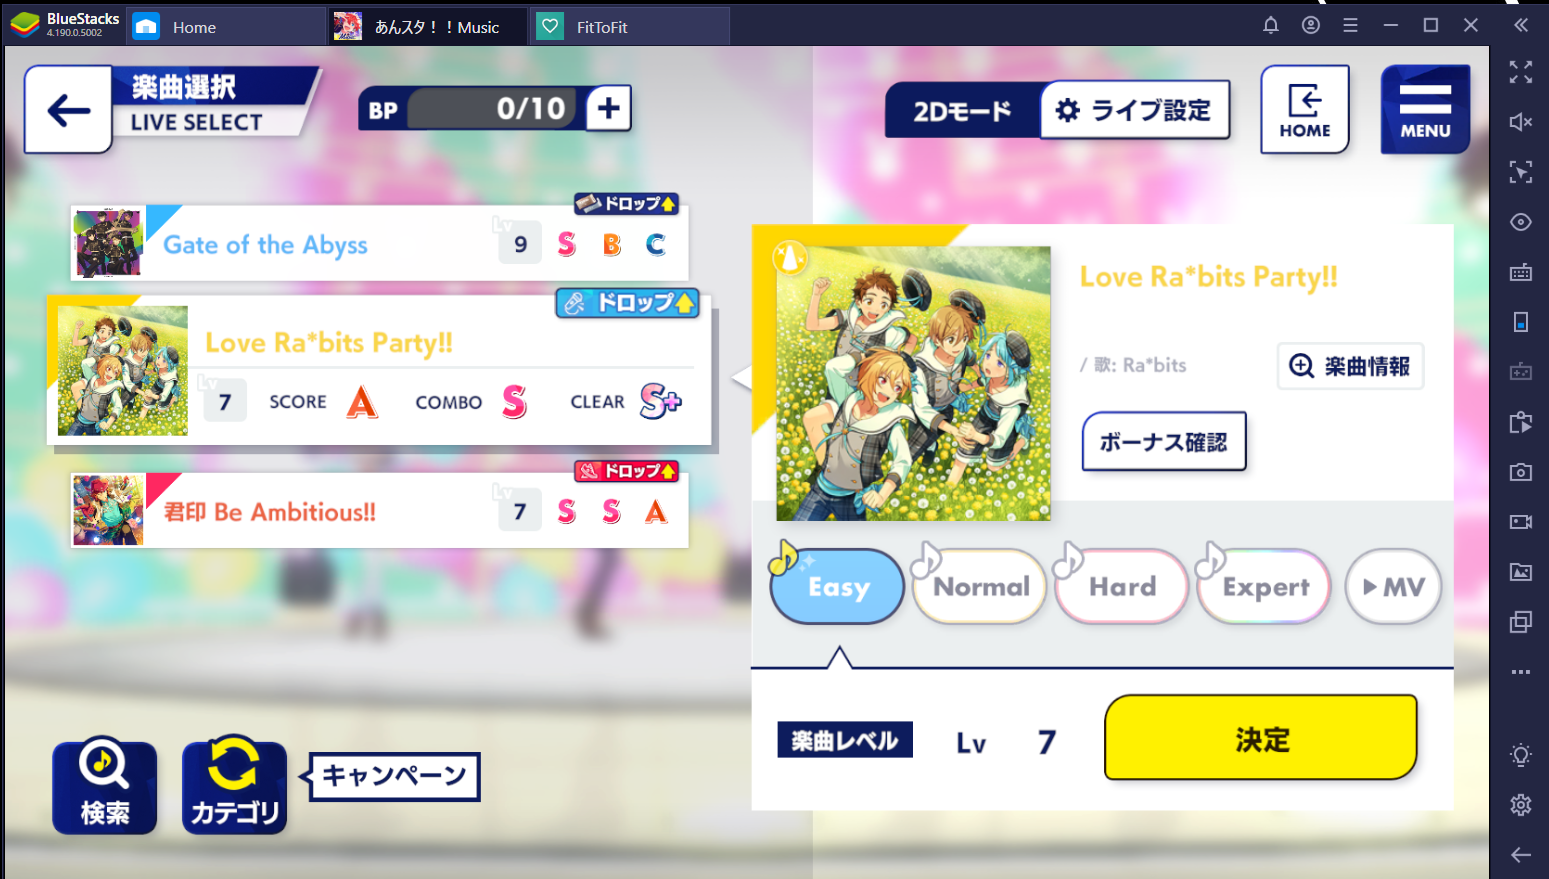 BlueStacks
4.190.0.5002
Home
あんスタ！！Music
FitToFit
楽曲選択
LIVE SELECT
BP 0/10 +
2Dモード
ライブ設定
HOME
MENU
ドロップ
Gate of the Abyss
Lv 9 S B C
ドロップ
Love Ra*bits Party!!
Lv 7 SCORE A COMBO S CLEAR S+
ドロップ
君印 Be Ambitious!!
Lv 7 S S A
Love Ra*bits Party!!
/ 歌: Ra*bits
楽曲情報
ボーナス確認
Easy
Normal
Hard
Expert
MV
楽曲レベル Lv 7
決定
検索
カテゴリ
キャンペーン